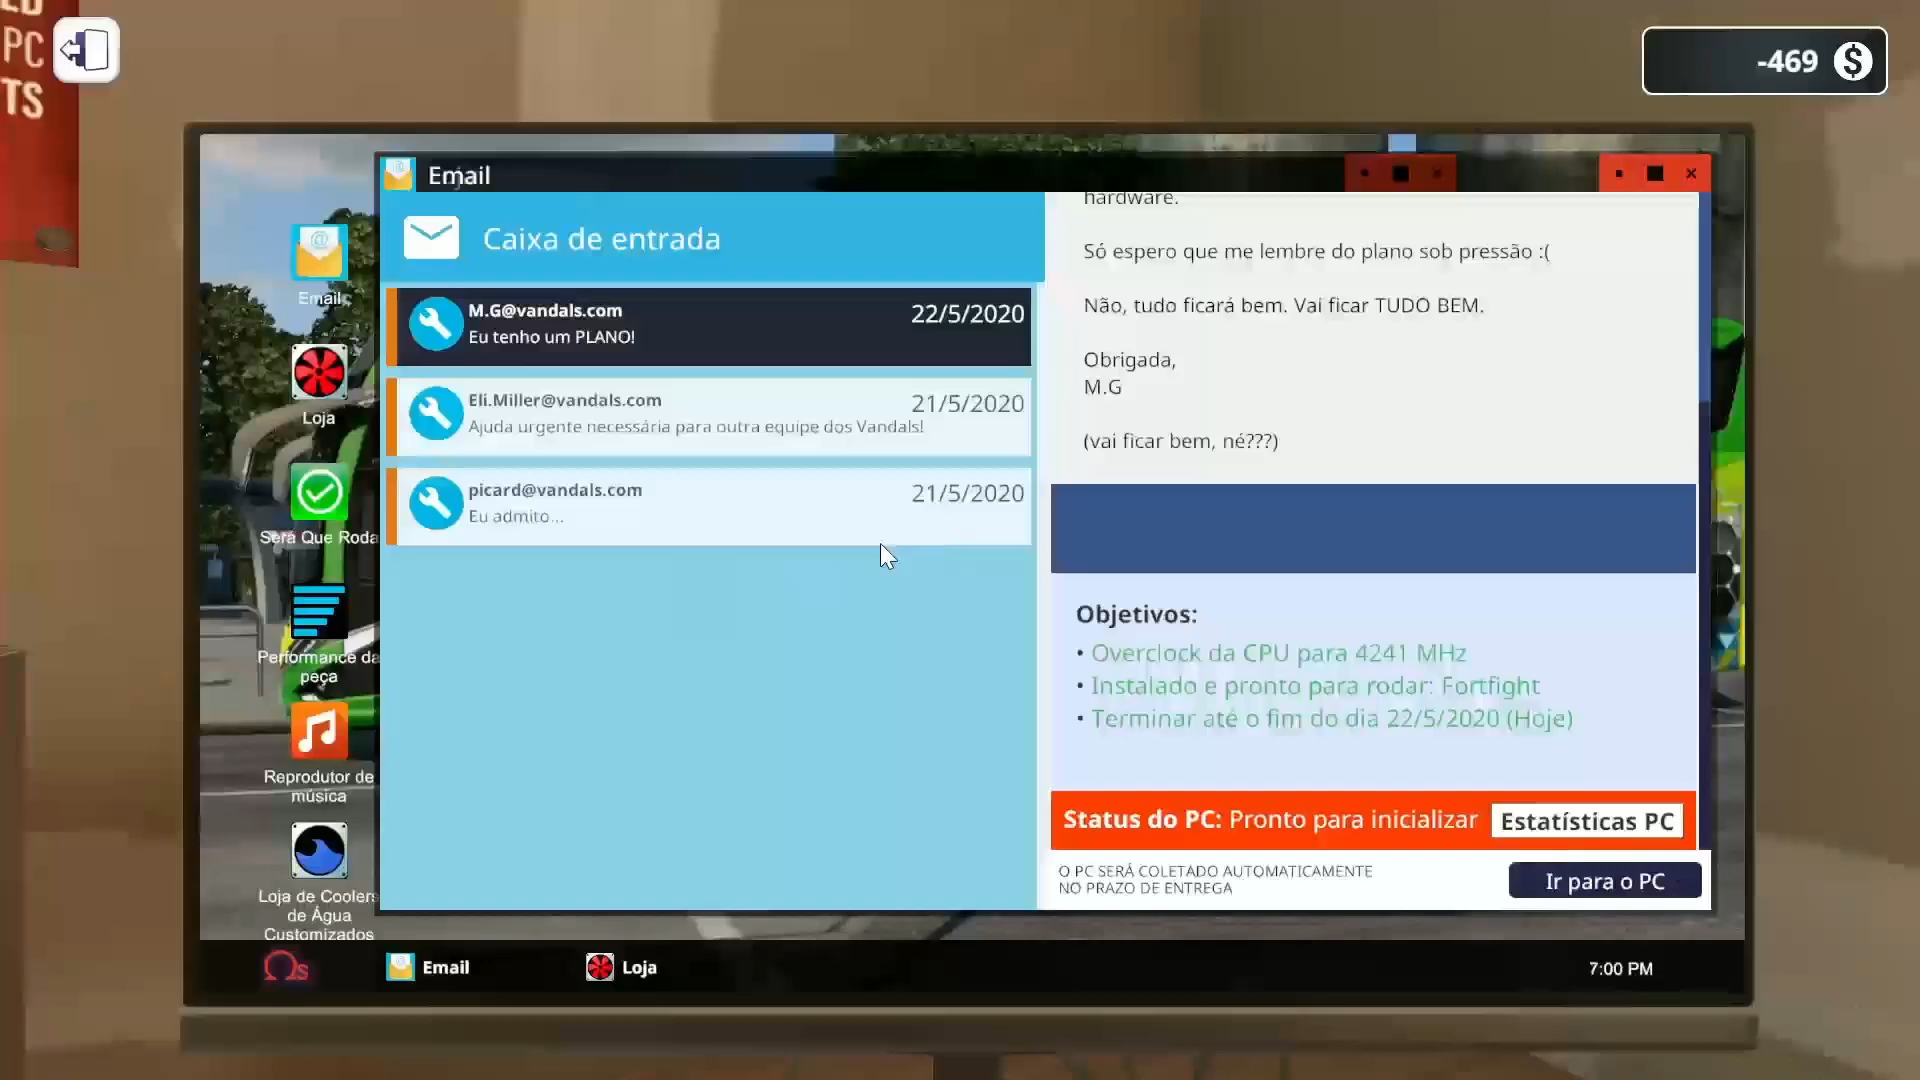 PC
TS
-469
Email
Caixa de entrada
M.G@vandals.com
22/5/2020
Eu tenho um PLANO!
Eli.Miller@vandals.com
21/5/2020
Ajuda urgente necessária para outra equipe dos Vandals!
picard@vandals.com
21/5/2020
Eu admito...
hardware.
Só espero que me lembre do plano sob pressão :(
Não, tudo ficará bem. Vai ficar TUDO BEM.
Obrigada,
M.G
(vai ficar bem, né???)
Objetivos:
• Overclock da CPU para 4241 MHz
• Instalado e pronto para rodar: Fortfight
• Terminar até o fim do dia 22/5/2020 (Hoje)
Status do PC: Pronto para inicializar
Estatísticas PC
O PC SERÁ COLETADO AUTOMATICAMENTE
NO PRAZO DE ENTREGA
Ir para o PC
Email
Loja
Será Que Roda
Performance da
peça
Reprodutor de
música
Loja de Coolers
de Água
Customizados
Ωs
Email
Loja
7:00 PM